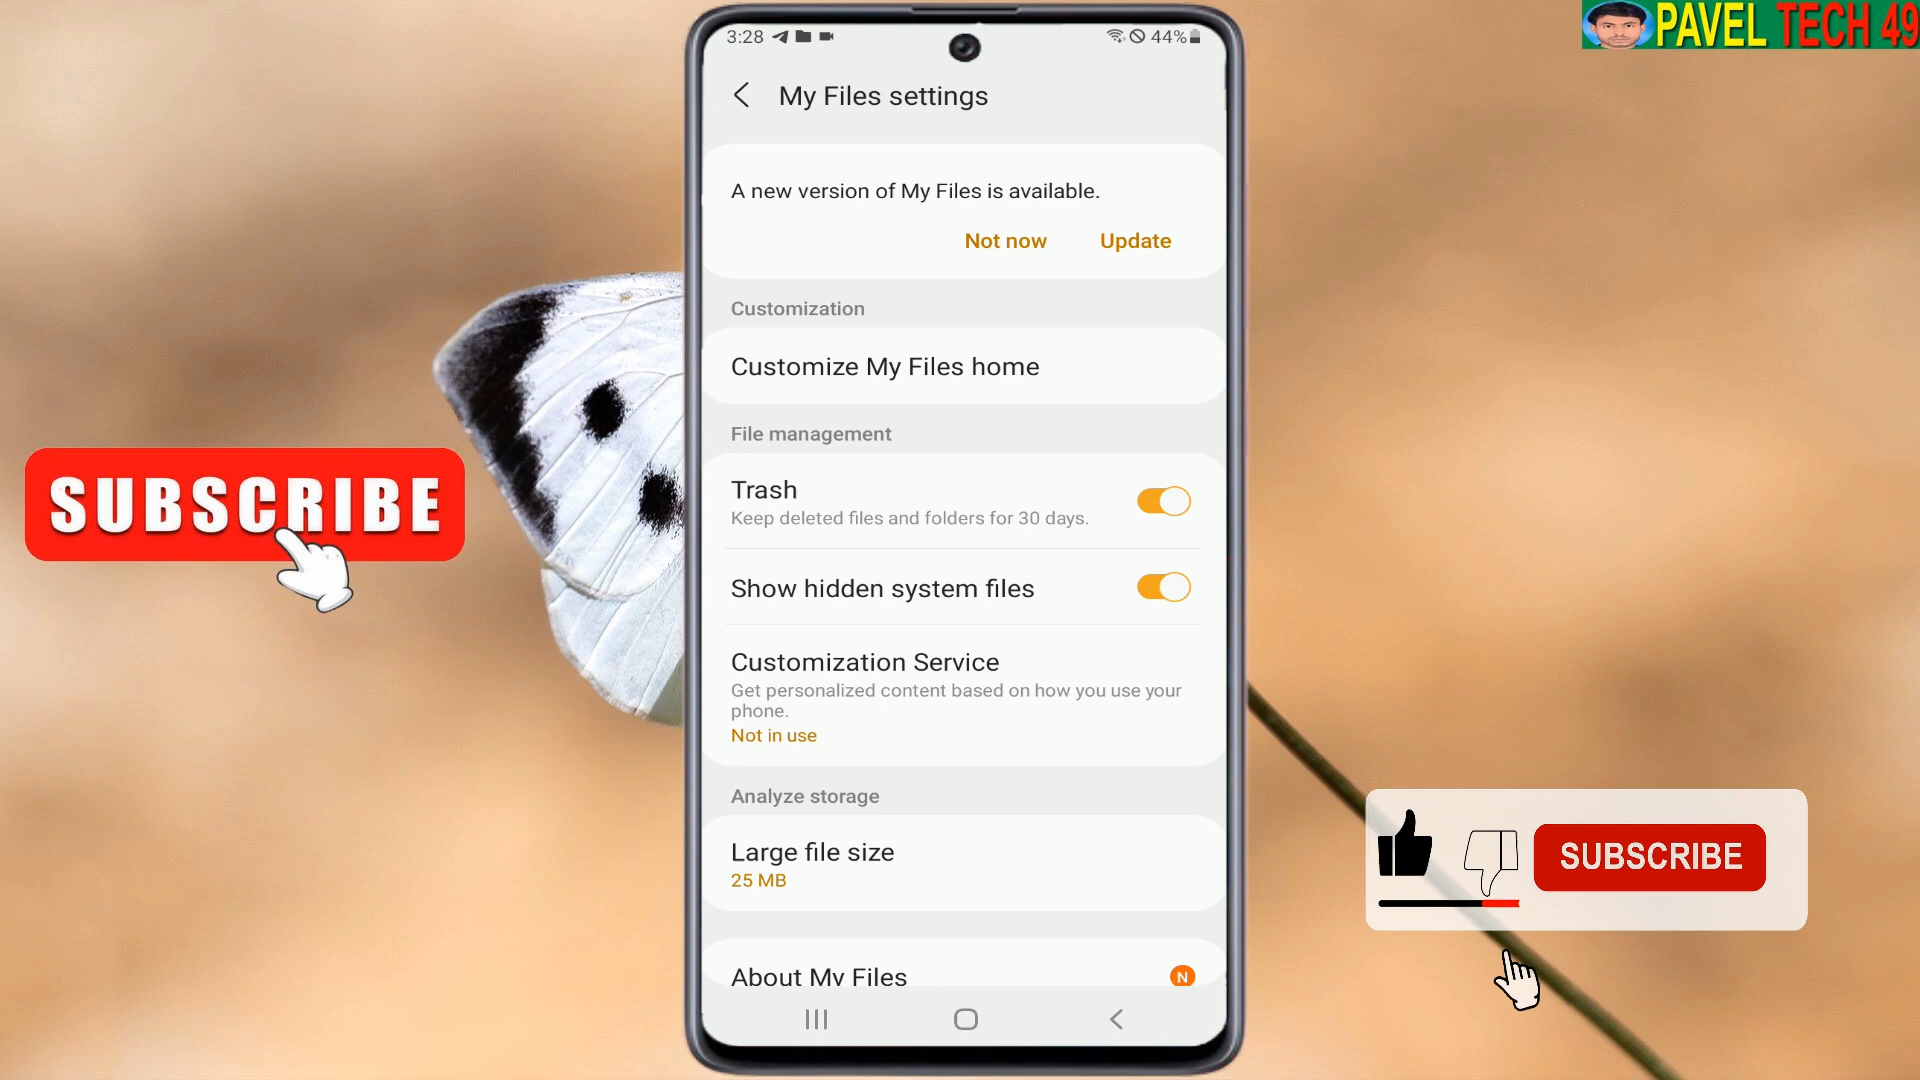 PAVEL TECH 49
3:28
44%
My Files settings
A new version of My Files is available.
Not now Update
Customization
Customize My Files home
File management
Trash
Keep deleted files and folders for 30 days.
Show hidden system files
Customization Service
Get personalized content based on how you use your
phone.
Not in use
Analyze storage
Large file size
25 MB
About My Files
N
SUBSCRIBE
SUBSCRIBE